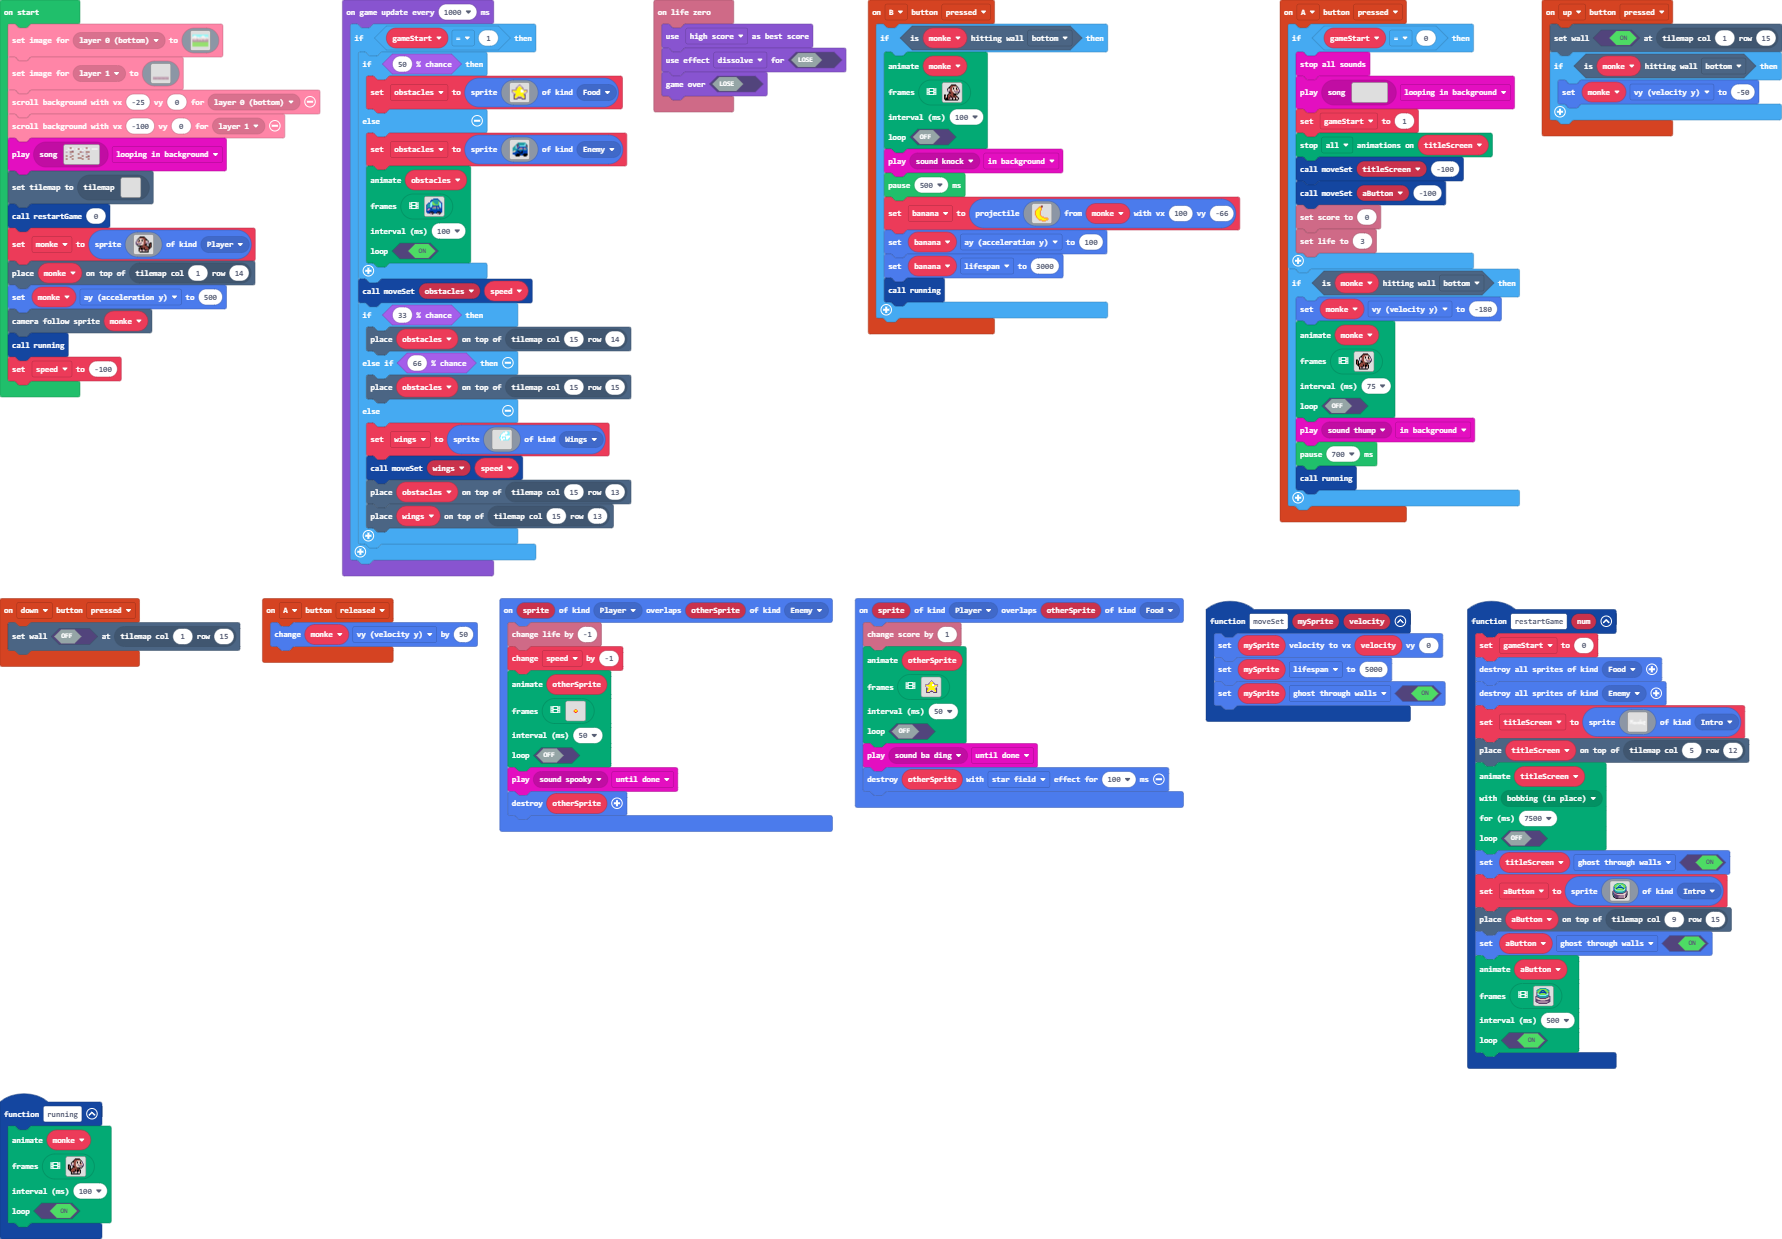 on start
set image for layer 0 (bottom) to
set image for layer 1 to
scroll background with vx -25 vy 0 for layer 0 (bottom)
scroll background with vx -100 vy 0 for layer 1
play song looping in background
set tilemap to tilemap
call restartGame 0
set monke to sprite of kind Player
place monke on top of tilemap col 1 row 14
set monke ay (acceleration y) to 500
camera follow sprite monke
call running
set speed to -100
on game update every 1000 ms
if gameStart = 1 then
if 50 % chance then
set obstacles to sprite of kind Food
else
set obstacles to sprite of kind Enemy
animate obstacles
frames
interval (ms) 100
loop ON
call moveSet obstacles speed
if 33 % chance then
place obstacles on top of tilemap col 15 row 14
else if 66 % chance then
place obstacles on top of tilemap col 15 row 15
else
set wings to sprite of kind Wings
call moveSet wings speed
place obstacles on top of tilemap col 15 row 13
place wings on top of tilemap col 15 row 13
on life zero
use high score as best score
use effect dissolve for LOSE
game over LOSE
on B button pressed
if is monke hitting wall bottom then
animate monke
frames
interval (ms) 100
loop OFF
play sound knock in background
pause 500 ms
set banana to projectile from monke with vx 100 vy -66
set banana ay (acceleration y) to 100
set banana lifespan to 3000
call running
on A button pressed
if gameStart = 0 then
stop all sounds
play song looping in background
set gameStart to 1
stop all animations on titleScreen
call moveSet titleScreen -100
call moveSet aButton -100
set score to 0
set life to 3
if is monke hitting wall bottom then
set monke vy (velocity y) to -180
animate monke
frames
interval (ms) 75
loop OFF
play sound thump in background
pause 700 ms
call running
on up button pressed
set wall ON at tilemap col 1 row 15
if is monke hitting wall bottom then
set monke vy (velocity y) to -50
on down button pressed
set wall OFF at tilemap col 1 row 15
on A button released
change monke vy (velocity y) by 50
on sprite of kind Player overlaps otherSprite of kind Enemy
change life by -1
change speed by -1
animate otherSprite
frames
interval (ms) 50
loop OFF
play sound spooky until done
destroy otherSprite
on sprite of kind Player overlaps otherSprite of kind Food
change score by 1
animate otherSprite
frames
interval (ms) 50
loop OFF
play sound ba ding until done
destroy otherSprite with star field effect for 100 ms
function moveSet mySprite velocity
set mySprite velocity to vx velocity vy 0
set mySprite lifespan to 5000
set mySprite ghost through walls ON
function restartGame num
set gameStart to 0
destroy all sprites of kind Food
destroy all sprites of kind Enemy
set titleScreen to sprite of kind Intro
place titleScreen on top of tilemap col 5 row 12
animate titleScreen
with bobbing (in place)
for (ms) 7500
loop OFF
set titleScreen ghost through walls ON
set aButton to sprite of kind Intro
place aButton on top of tilemap col 9 row 15
set aButton ghost through walls ON
animate aButton
frames
interval (ms) 500
loop ON
function running
animate monke
frames
interval (ms) 100
loop ON